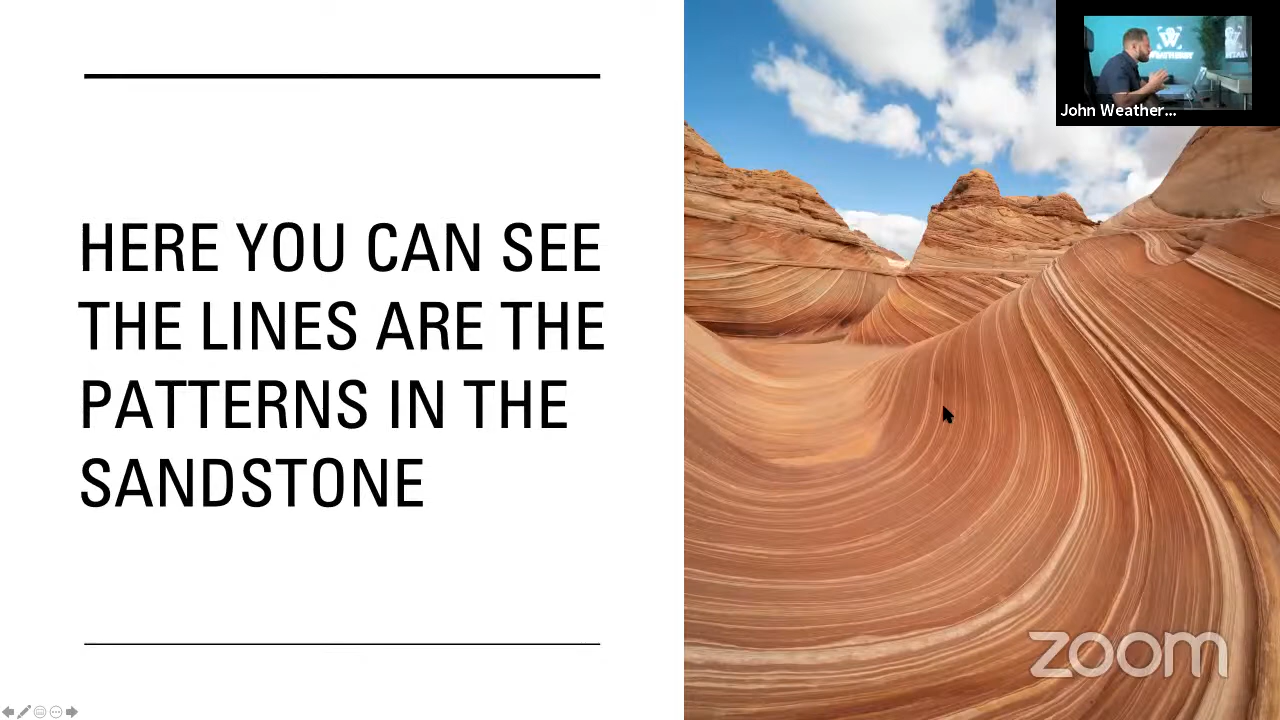 HERE YOU CAN SEE
THE LINES ARE THE
PATTERNS IN THE
SANDSTONE
John Weather...
zoom